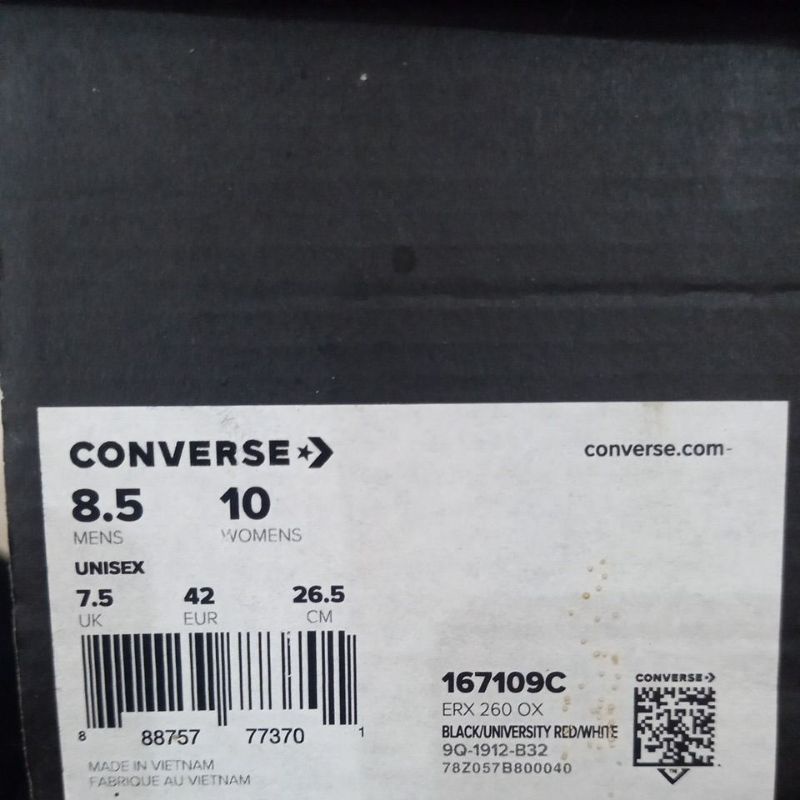 CONVERSE
converse.com
8.5 10
MENS WOMENS
UNISEX
7.5 42 26.5
UK EUR CM
8 88757 77370 1
MADE IN VIETNAM
FABRIQUE AU VIETNAM
167109C
ERX 260 OX
BLACK/UNIVERSITY RED/WHITE
9Q-1912-B32
78Z057B800040
CONVERSE